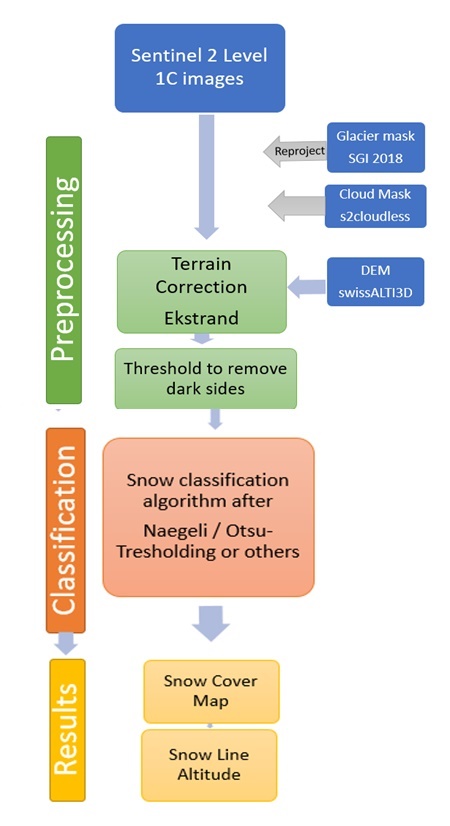 Sentinel 2 Level
1C images
Glacier mask
SGI 2018
Reproject
Cloud Mask
s2cloudless
Preprocessing
Terrain
Correction
Ekstrand
DEM
swissALTI3D
Threshold to remove
dark sides
Classification
Snow classification
algorithm after
Naegeli / Otsu-
Tresholding or others
Results
Snow Cover
Map
Snow Line
Altitude